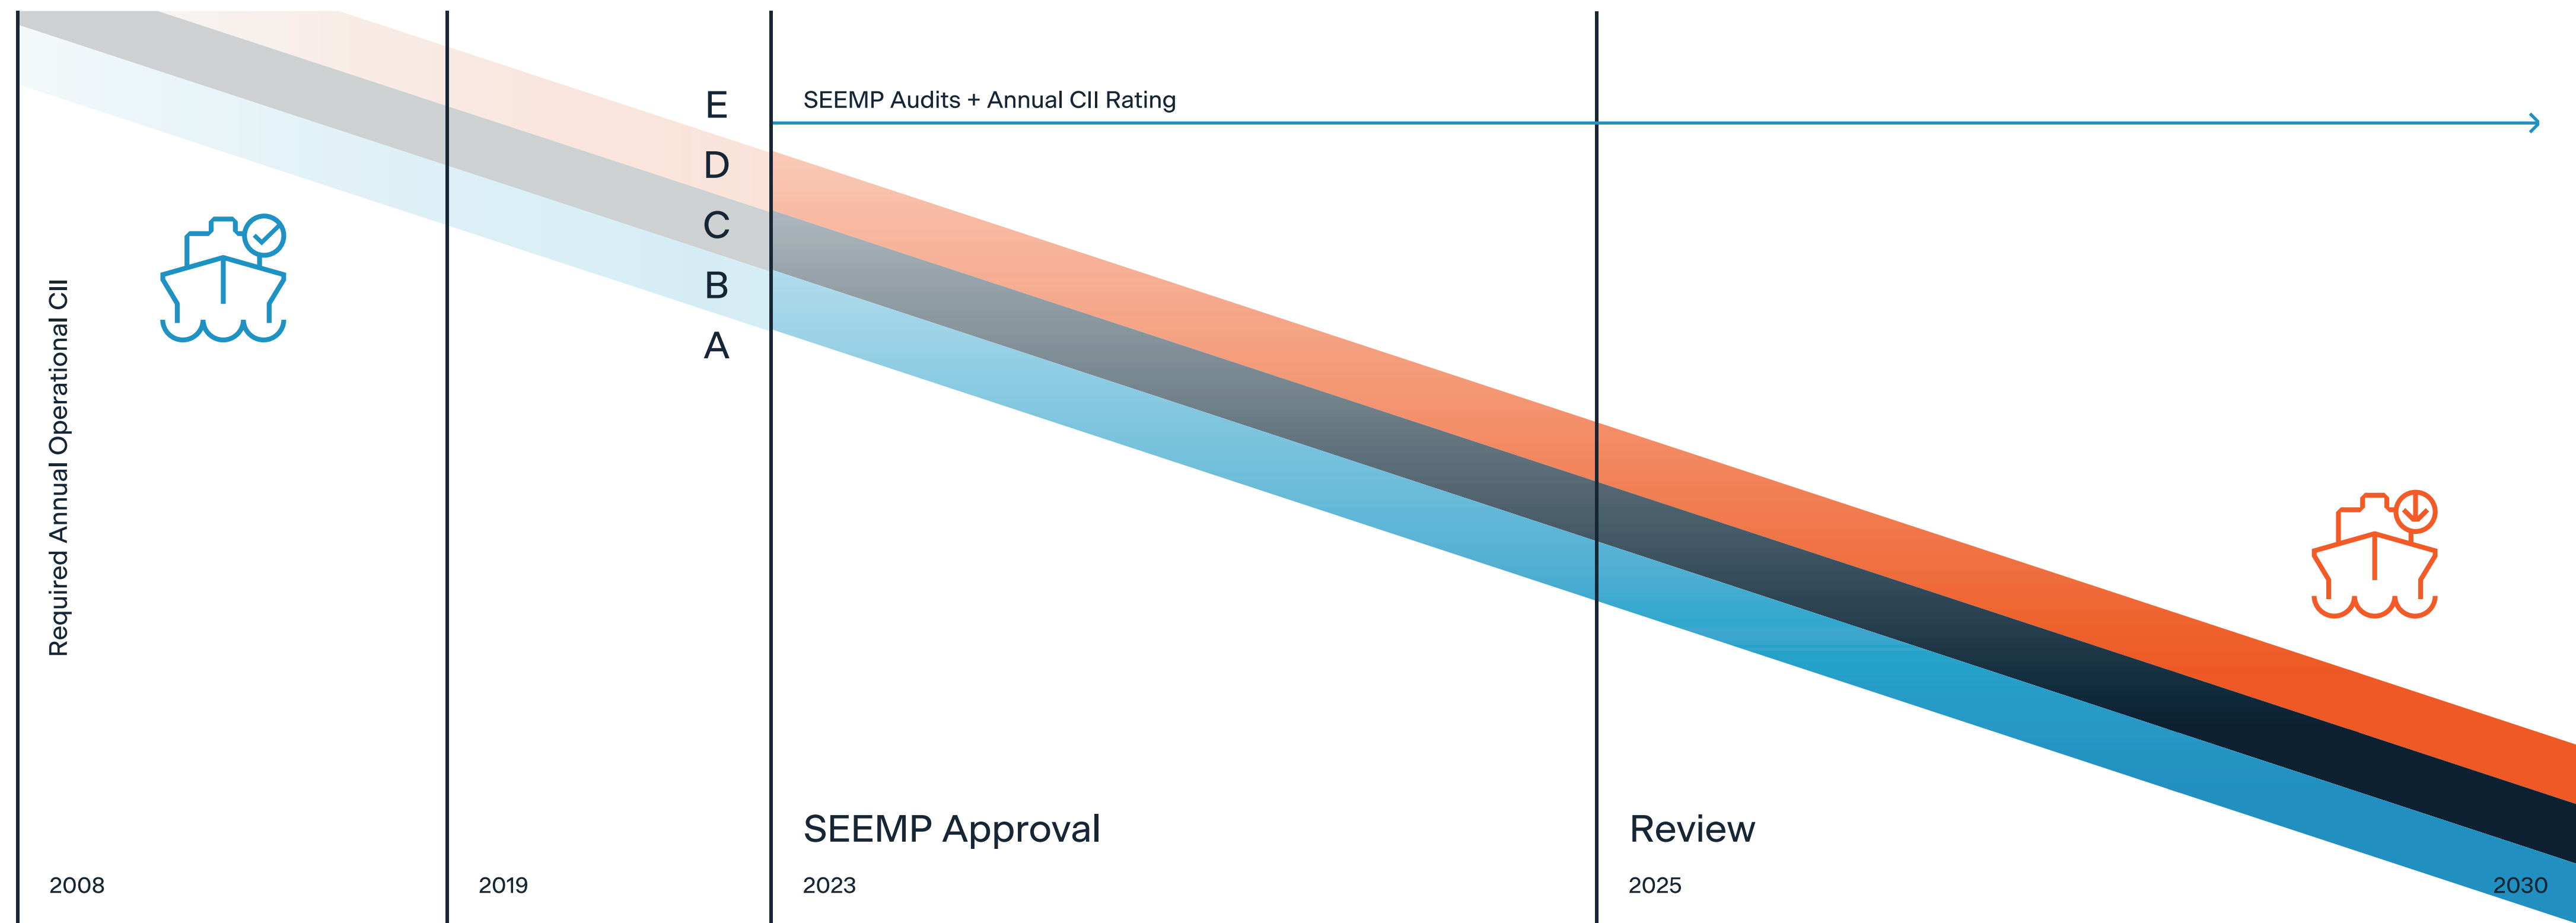 E
SEEMP Audits + Annual CII Rating
D
C
B
A
Required Annual Operational CII
SEEMP Approval
Review
2008
2019
2023
2025
2030